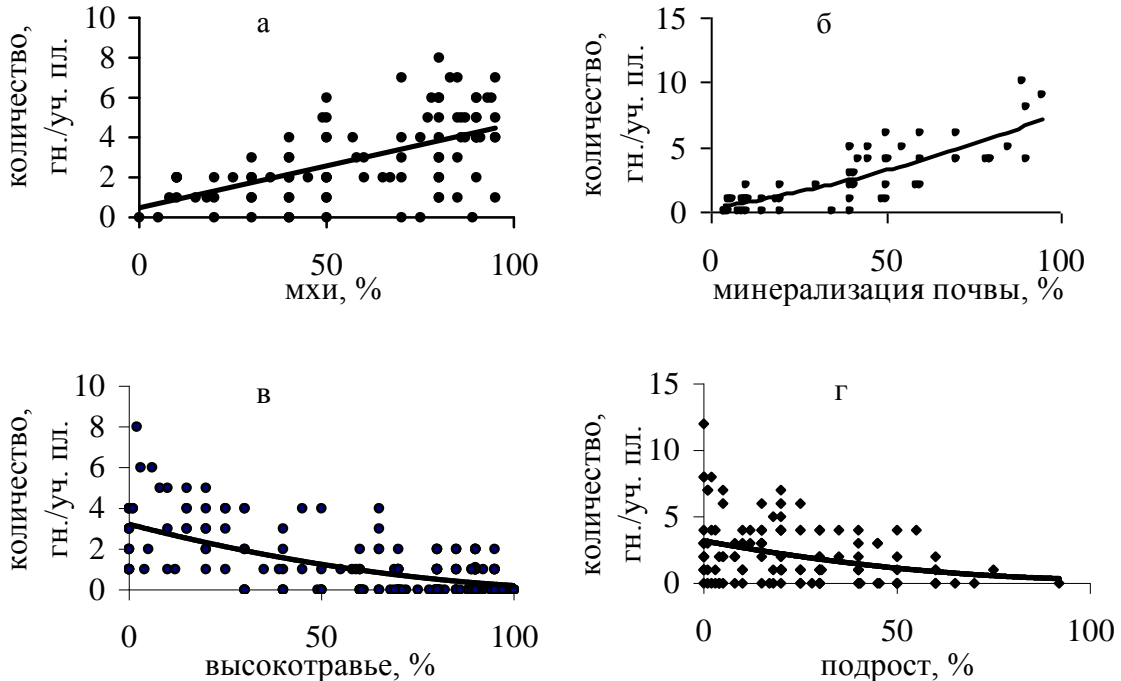 а
количество,
гн./уч. пл.
10
8
6
4
2
0
0
50
100
мхи, %
б
количество,
гн./уч. пл.
15
10
5
0
0
50
100
минерализация почвы, %
в
количество,
гн./уч. пл.
10
8
6
4
2
0
0
50
100
высокотравье, %
г
количество,
гн./уч. пл.
15
10
5
0
0
50
100
подрост, %